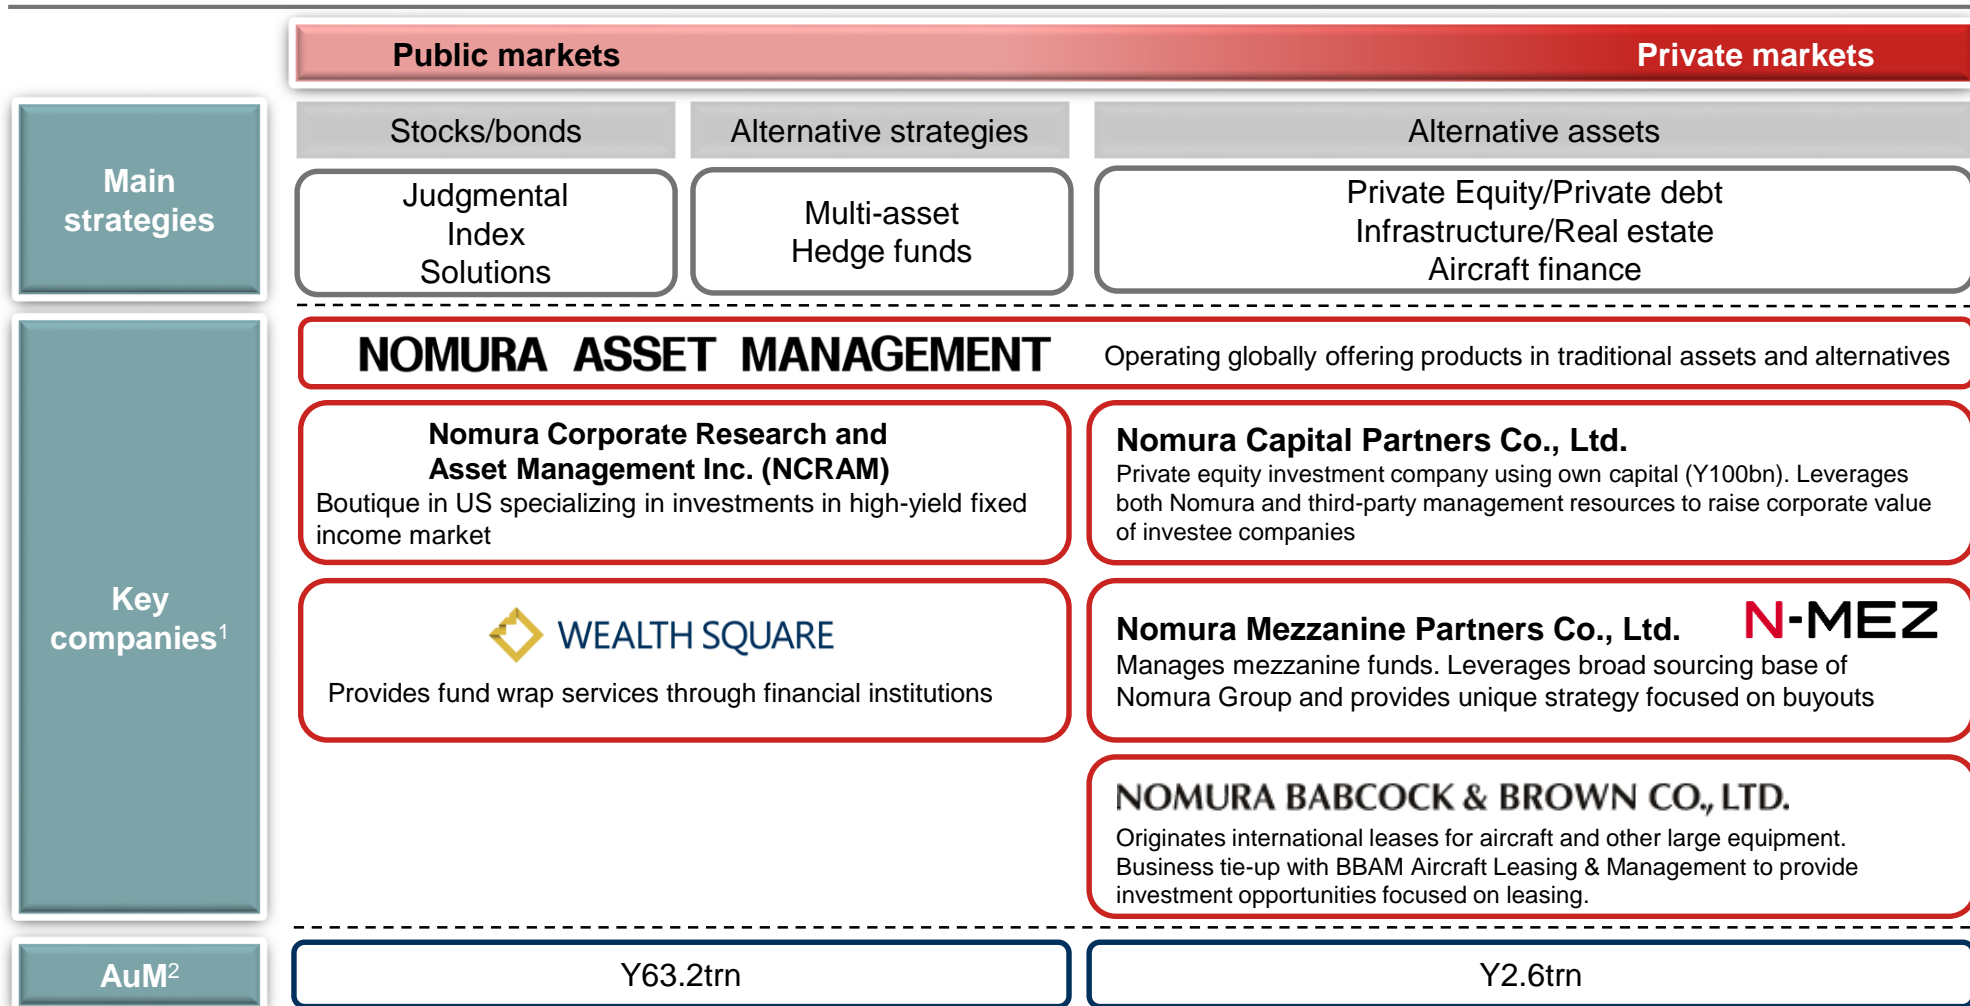 Public markets
Private markets
Main
strategies
Stocks/bonds
Alternative strategies
Alternative assets
Judgmental
Index
Solutions
Multi-asset
Hedge funds
Private Equity/Private debt
Infrastructure/Real estate
Aircraft finance
Key
companies1
NOMURA ASSET MANAGEMENT
Operating globally offering products in traditional assets and alternatives
Nomura Corporate Research and
Asset Management Inc. (NCRAM)
Boutique in US specializing in investments in high-yield fixed
income market
Nomura Capital Partners Co., Ltd.
Private equity investment company using own capital (Y100bn). Leverages
both Nomura and third-party management resources to raise corporate value
of investee companies
WEALTH SQUARE
Provides fund wrap services through financial institutions
Nomura Mezzanine Partners Co., Ltd.
N-MEZ
Manages mezzanine funds. Leverages broad sourcing base of
Nomura Group and provides unique strategy focused on buyouts
NOMURA BABCOCK & BROWN CO., LTD.
Originates international leases for aircraft and other large equipment.
Business tie-up with BBAM Aircraft Leasing & Management to provide
investment opportunities focused on leasing.
AuM2
Y63.2trn
Y2.6trn